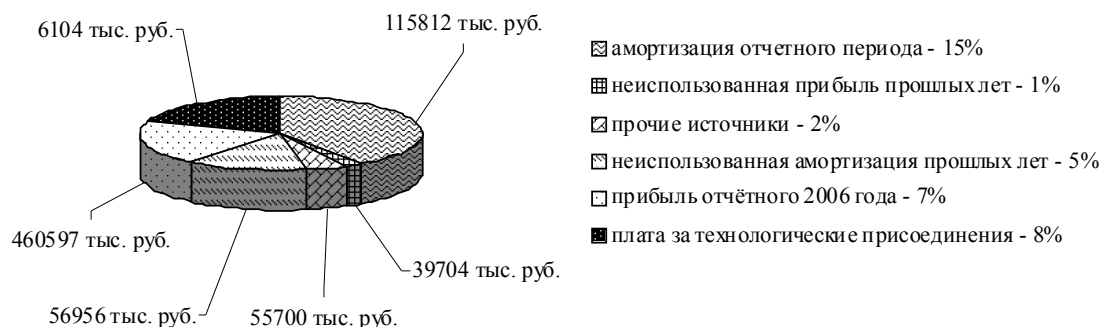 6104 тыс. руб.
115812 тыс. руб.
460597 тыс. руб.
56956 тыс. руб.
55700 тыс. руб.
39704 тыс. руб.
амортизация отчетного периода - 15%
неиспользованная прибыль прошлых лет - 1%
прочие источники - 2%
неиспользованная амортизация прошлых лет - 5%
прибыль отчётного 2006 года - 7%
плата за технологические присоединения - 8%